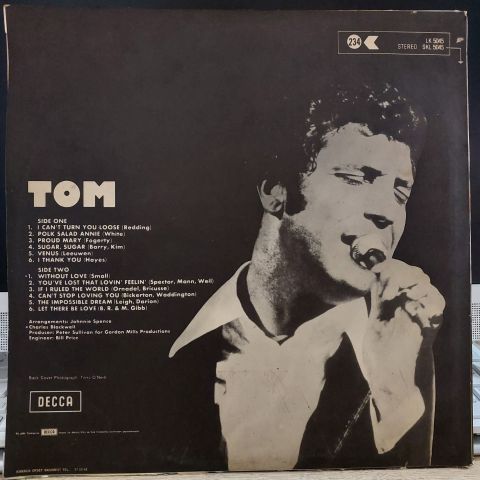 234
LK 5045
STEREO SKL 5045
TOM
SIDE ONE
1. I CAN'T TURN YOU LOOSE (Redding)
2. POLK SALAD ANNIE (White)
3. PROUD MARY (Fogerty)
4. SUGAR, SUGAR (Barry, Kim)
5. VENUS (Leeuwen)
6. I THANK YOU (Hayes)
SIDE TWO
1. WITHOUT LOVE (Small)
2. YOU'VE LOST THAT LOVIN' FEELIN' (Spector, Mann, Weil)
3. IF I RULED THE WORLD (Ornadel, Bricusse)
4. CAN'T STOP LOVING YOU (Bickerton, Waddington)
5. THE IMPOSSIBLE DREAM (Leigh, Darion)
6. LET THERE BE LOVE (B. R. & M. Gibb)
Arrangements: Johnnie Spence
Charles Blackwell
Producer: Peter Sullivan for Gordon Mills Productions
Engineer: Bill Price
Back Cover Photograph Terry O'Neill
DECCA
DECCA